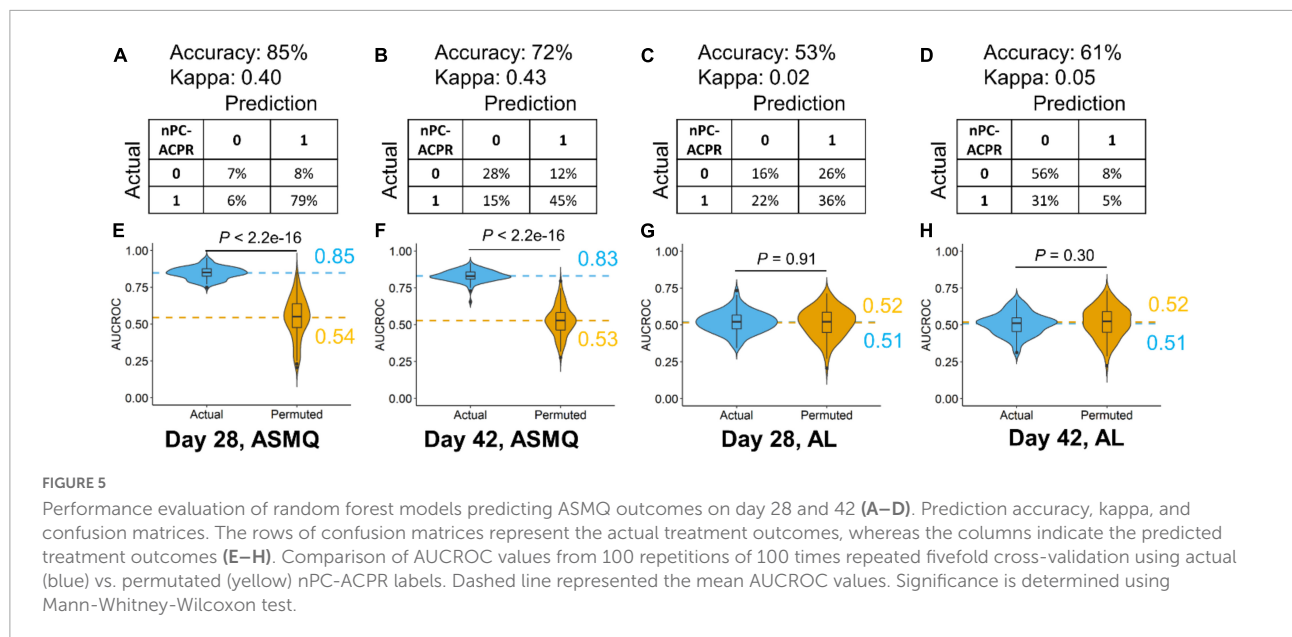 A
Accuracy: 85%
Kappa: 0.40
Prediction
Actual
nPC-ACPR 0 1
0 7% 8%
1 6% 79%
B
Accuracy: 72%
Kappa: 0.43
Prediction
Actual
nPC-ACPR 0 1
0 28% 12%
1 15% 45%
C
Accuracy: 53%
Kappa: 0.02
Prediction
Actual
nPC-ACPR 0 1
0 16% 26%
1 22% 36%
D
Accuracy: 61%
Kappa: 0.05
Prediction
Actual
nPC-ACPR 0 1
0 56% 8%
1 31% 5%
E
P < 2.2e-16
AUCROC
1.00
0.75
0.50
0.25
0.00
0.85
0.54
Actual Permuted
Day 28, ASMQ
F
P < 2.2e-16
AUCROC
1.00
0.75
0.50
0.25
0.00
0.83
0.53
Actual Permuted
Day 42, ASMQ
G
P = 0.91
AUCROC
1.00
0.75
0.50
0.25
0.00
0.52
0.51
Actual Permuted
Day 28, AL
H
P = 0.30
AUCROC
1.00
0.75
0.50
0.25
0.00
0.52
0.51
Actual Permuted
Day 42, AL
FIGURE 5
Performance evaluation of random forest models predicting ASMQ outcomes on day 28 and 42 (A–D). Prediction accuracy, kappa, and
confusion matrices. The rows of confusion matrices represent the actual treatment outcomes, whereas the columns indicate the predicted
treatment outcomes (E–H). Comparison of AUCROC values from 100 repetitions of 100 times repeated fivefold cross-validation using actual
(blue) vs. permutated (yellow) nPC-ACPR labels. Dashed line represented the mean AUCROC values. Significance is determined using
Mann-Whitney-Wilcoxon test.